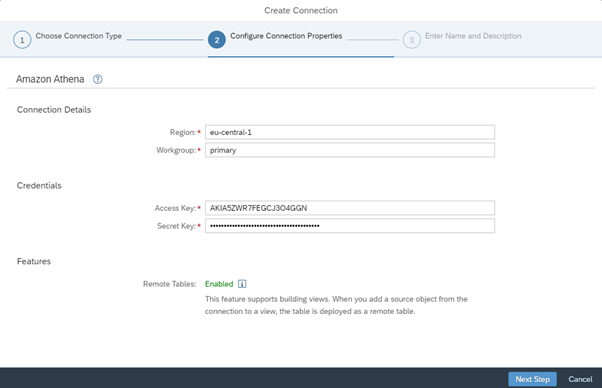 Create Connection
1 Choose Connection Type 2 Configure Connection Properties 3 Enter Name and Description
Amazon Athena ?
Connection Details
Region:* eu-central-1
Workgroup:* primary
Credentials
Access Key:* AKIA5ZWR7FEGCJ3O4GGN
Secret Key:* ••••••••••••••••••••••••••••••••••••••••
Features
Remote Tables: Enabled i
This feature supports building views. When you add a source object from the
connection to a view, the table is deployed as a remote table.
Next Step Cancel